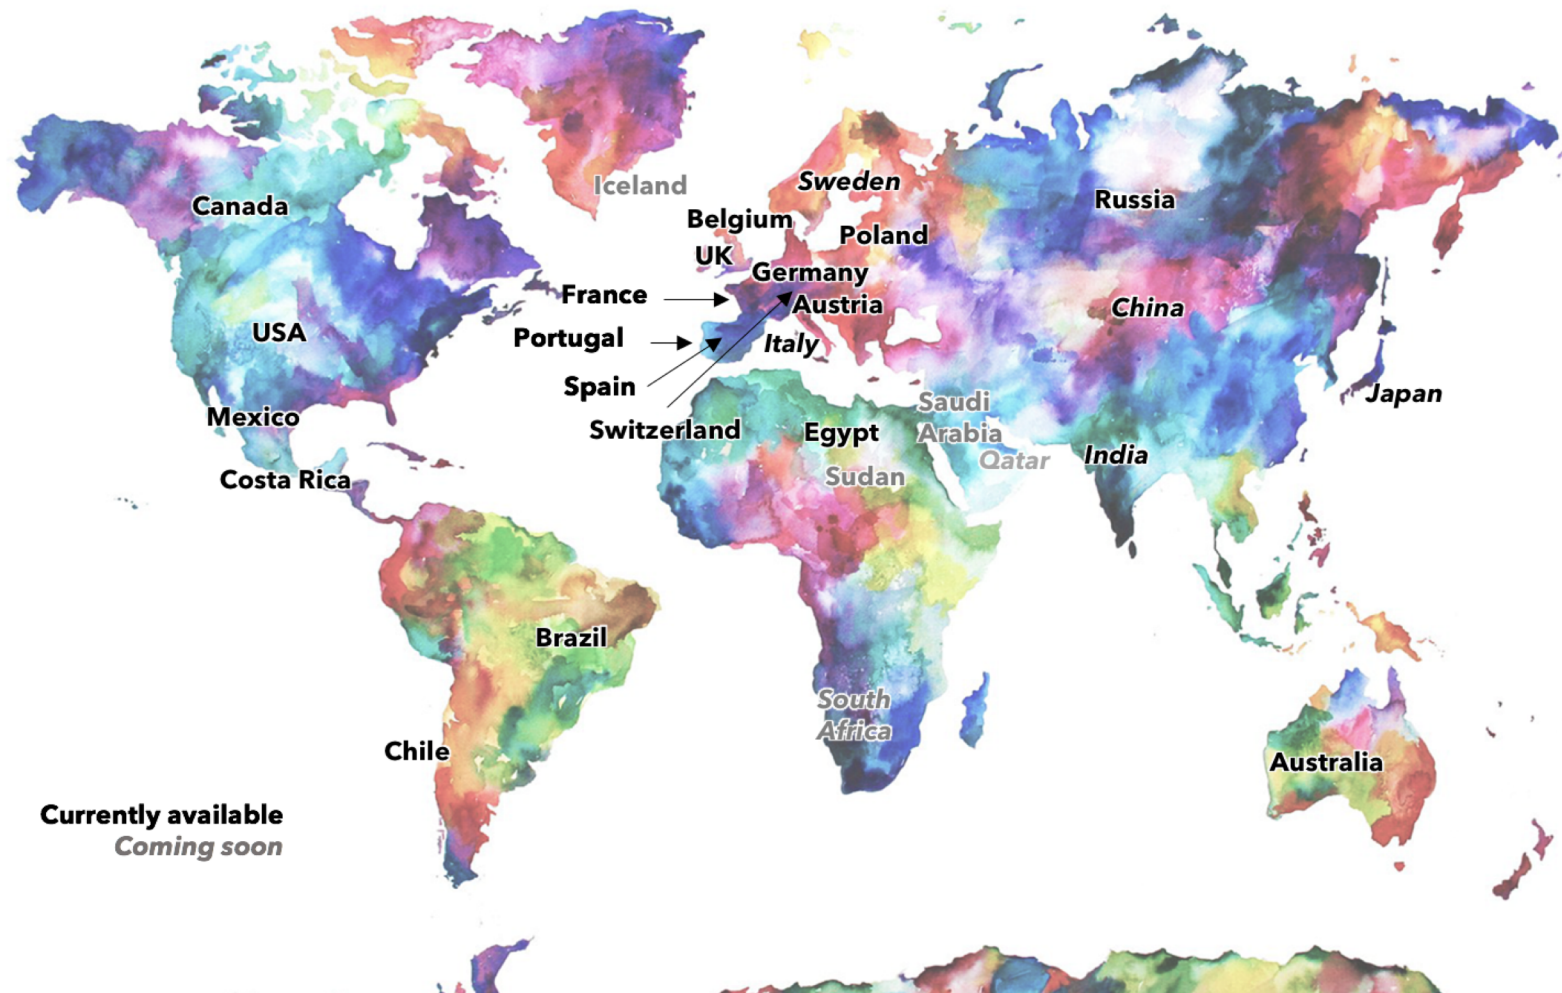 Iceland
Sweden
Canada
Russia
Belgium
Poland
UK
Germany
France
Austria
China
USA
Portugal
Italy
Spain
Japan
Saudi
Arabia
Mexico
Switzerland
Egypt
India
Qatar
Sudan
Costa Rica
Brazil
South
Africa
Chile
Australia
Currently available
Coming soon